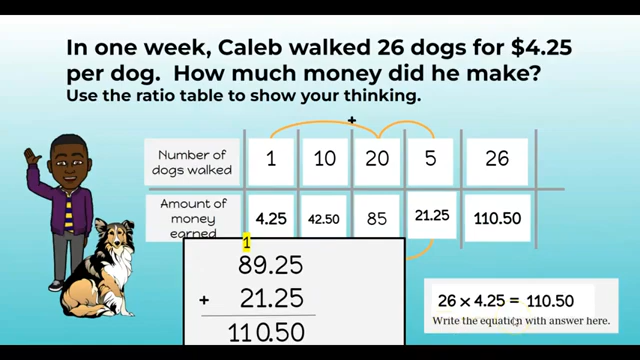 In one week, Caleb walked 26 dogs for $4.25
per dog. How much money did he make?
Use the ratio table to show your thinking.
+
Number of dogs walked 1 10 20 5 26
Amount of money earned 4.25 42.50 85 21.25 110.50
1
89.25
+ 21.25
110.50
26 × 4.25 = 110.50
Write the equation with answer here.